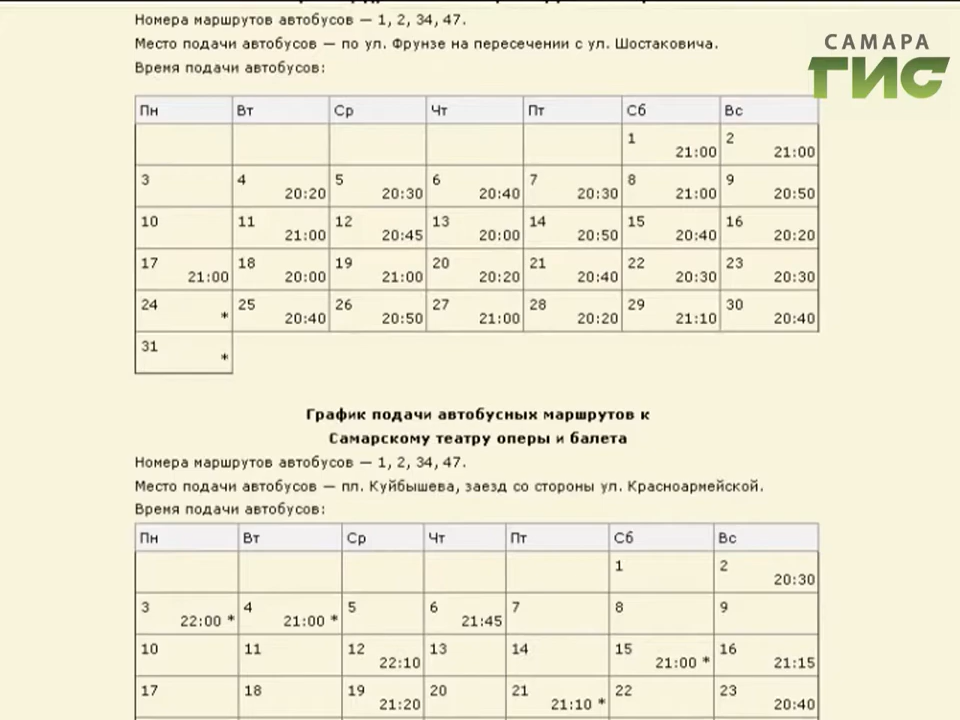 Номера маршрутов автобусов — 1, 2, 34, 47.
Место подачи автобусов — по ул. Фрунзе на пересечении с ул. Шостаковича.
Время подачи автобусов:
САМАРА
ГИС
Пн Вт Ср Чт Пт Сб Вс
1 21:00 2 21:00
3 4 20:20 5 20:30 6 20:40 7 20:30 8 21:00 9 20:50
10 11 21:00 12 20:45 13 20:00 14 20:50 15 20:40 16 20:20
17 21:00 18 20:00 19 21:00 20 20:20 21 20:40 22 20:30 23 20:30
24 * 25 20:40 26 20:50 27 21:00 28 20:20 29 21:10 30 20:40
31 *
График подачи автобусных маршрутов к
Самарскому театру оперы и балета
Номера маршрутов автобусов — 1, 2, 34, 47.
Место подачи автобусов — пл. Куйбышева, заезд со стороны ул. Красноармейской.
Время подачи автобусов:
Пн Вт Ср Чт Пт Сб Вс
1 2 20:30
3 22:00 * 4 21:00 * 5 6 21:45 7 8 9
10 11 12 22:10 13 14 15 21:00 * 16 21:15
17 18 19 21:20 20 21 21:10 * 22 23 20:40